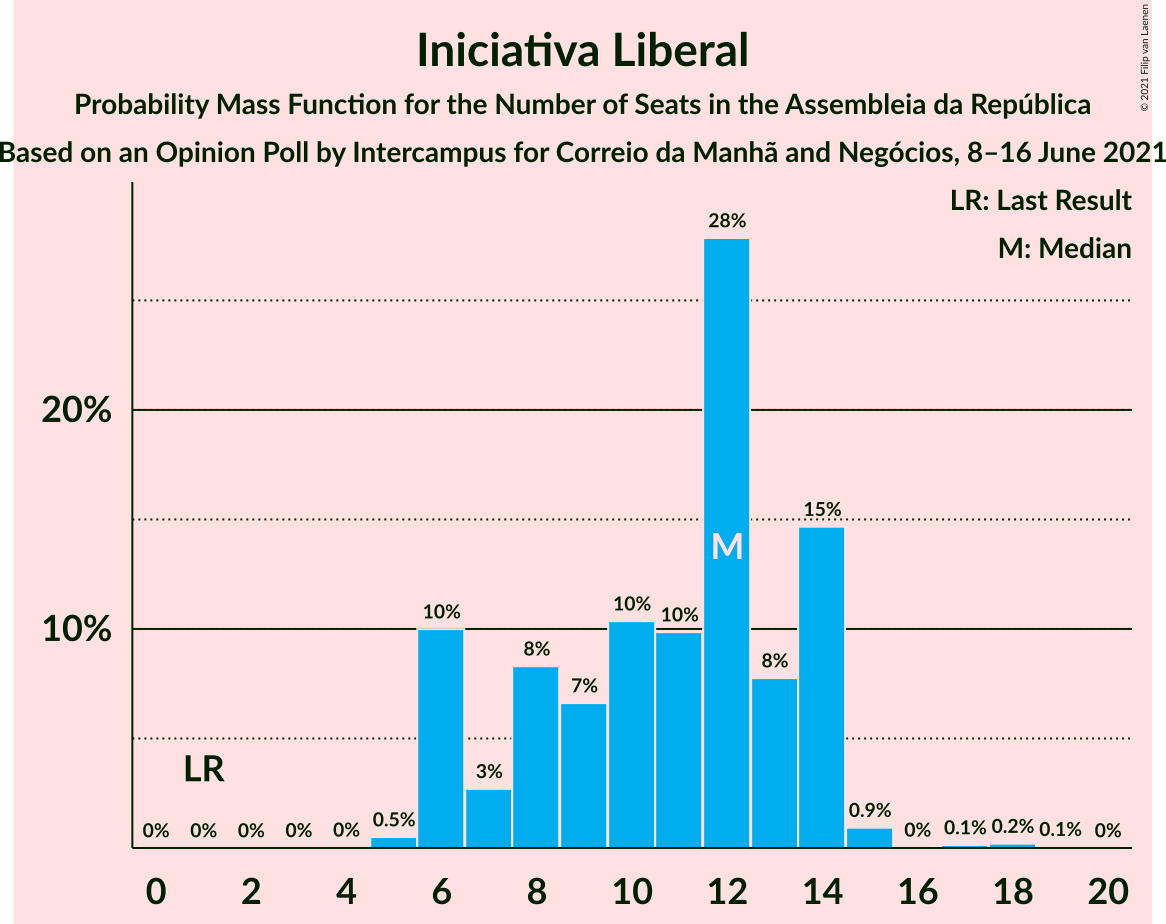 Iniciativa Liberal
Probability Mass Function for the Number of Seats in the Assembleia da República
Based on an Opinion Poll by Intercampus for Correio da Manhã and Negócios, 8–16 June 2021
© 2021 Filip van Laenen
LR: Last Result
M: Median
28%
20%
15%
M
10%
10%
10%
10%
8%
8%
7%
3%
LR
0.9%
0.5%
0% 0% 0% 0% 0% 0% 0.1% 0.2% 0.1% 0%
0 2 4 6 8 10 12 14 16 18 20